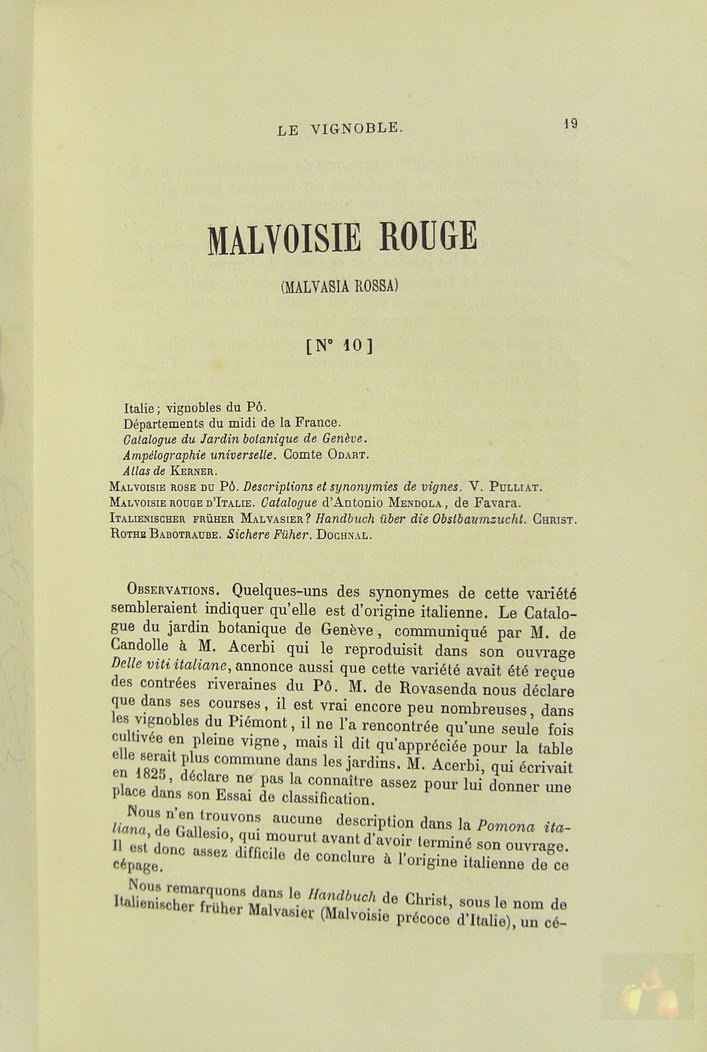 LE VIGNOBLE.
19
MALVOISIE ROUGE
(MALVASIA ROSSA)
[N° 10]
Italie ; vignobles du Pô.
Départements du midi de la France.
Catalogue du Jardin botanique de Genève.
Ampélographie universelle. Comte ODART.
Atlas de KERNER.
MALVOISIE ROSE DU PÔ. Descriptions et synonymies de vignes. V. PULLIAT.
MALVOISIE ROUGE D'ITALIE. Catalogue d'Antonio MENDOLA, de Favara.
ITALIENISCHER FRÜHER MALVASIER ? Handbuch über die Obstbaumzucht. CHRIST.
ROTHE BABOTRAUBE. Sichere Füher. DOCHNAL.
OBSERVATIONS. Quelques-uns des synonymes de cette variété
sembleraient indiquer qu'elle est d'origine italienne. Le Catalo-
gue du jardin botanique de Genève, communiqué par M. de
Candolle à M. Acerbi qui le reproduisit dans son ouvrage
Delle viti italiane, annonce aussi que cette variété avait été reçue
des contrées riveraines du Pô. M. de Rovasenda nous déclare
que dans ses courses, il est vrai encore peu nombreuses, dans
les vignobles du Piémont, il ne l'a rencontrée qu'une seule fois
cultivée en pleine vigne, mais il dit qu'appréciée pour la table
elle serait plus commune dans les jardins. M. Acerbi, qui écrivait
en 1825, déclare ne pas la connaître assez pour lui donner une
place dans son Essai de classification.
Nous n'en trouvons aucune description dans la Pomona ita-
liana, de Gallesio, qui mourut avant d'avoir terminé son ouvrage.
Il est donc assez difficile de conclure à l'origine italienne de ce
cépage.
Nous remarquons dans le Handbuch de Christ, sous le nom de
Italienischer früher Malvasier (Malvoisie précoce d'Italie), un cé-